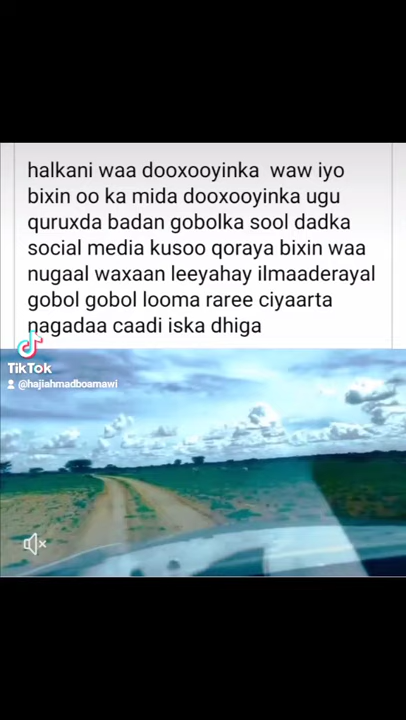 halkani waa dooxooyinka  waw iyo
bixin oo ka mida dooxooyinka ugu
quruxda badan gobolka sool dadka
social media kusoo qoraya bixin waa
nugaal waxaan leeyahay ilmaaderayal
gobol gobol looma raree ciyaarta
nagadaa caadi iska dhiga
TikTok
@hajiahmadboarnawi